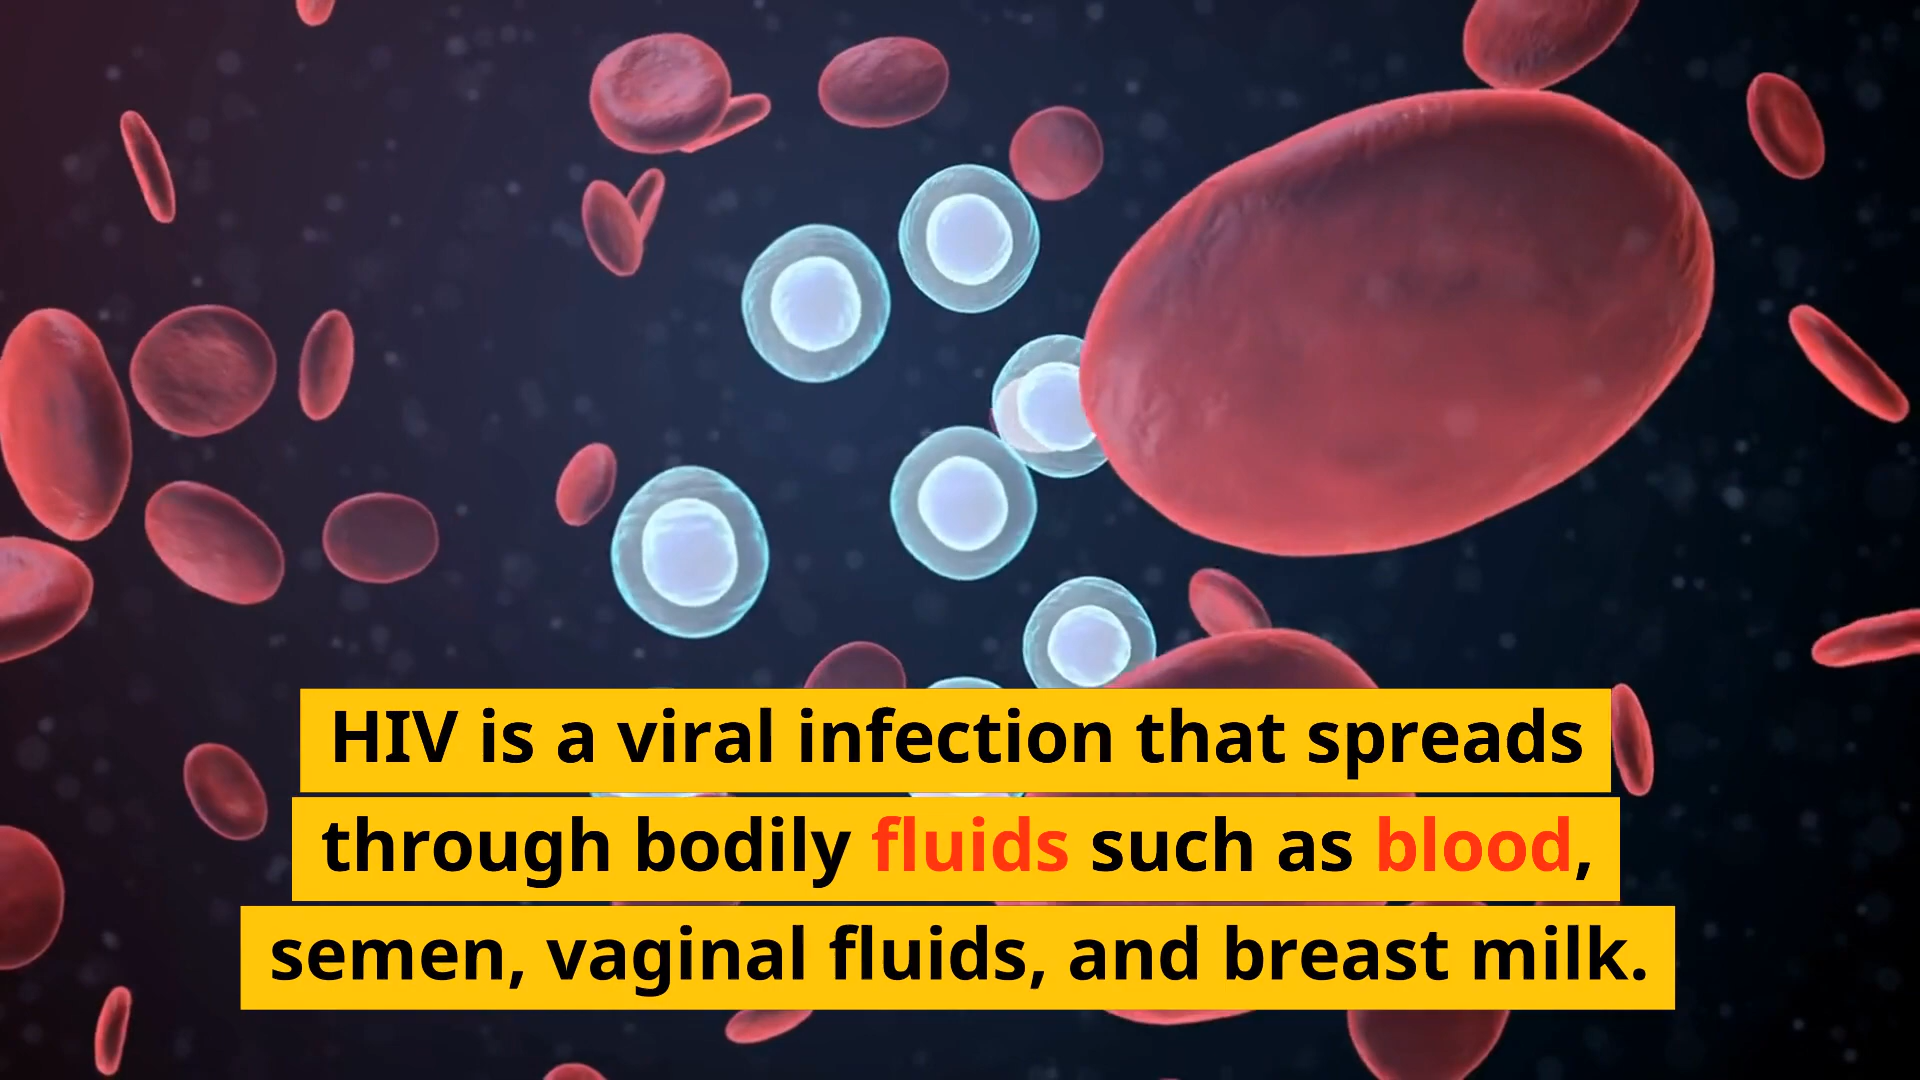 HIV is a viral infection that spreads
through bodily fluids such as blood,
semen, vaginal fluids, and breast milk.